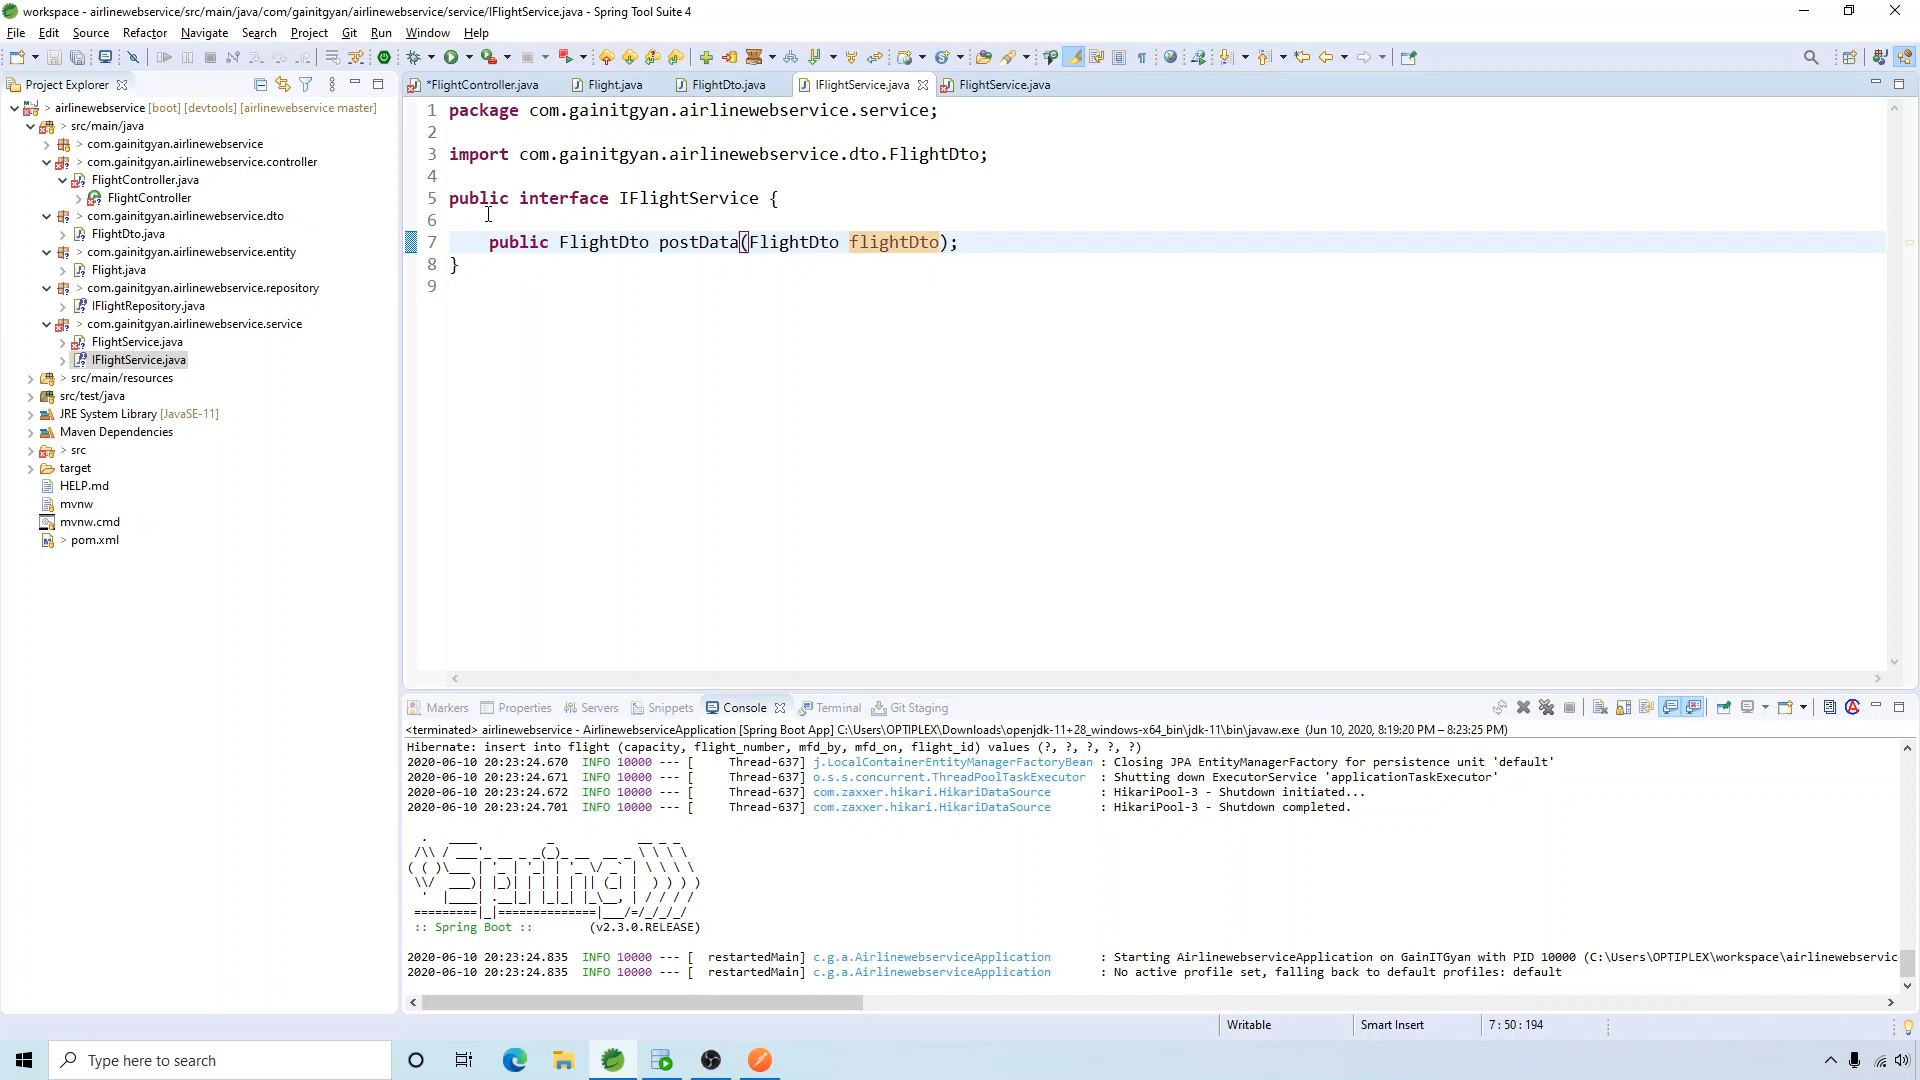 workspace - airlinewebservice/src/main/java/com/gainitgyan/airlinewebservice/service/IFlightService.java - Spring Tool Suite 4
File Edit Source Refactor Navigate Search Project Git Run Window Help
Project Explorer
*FlightController.java Flight.java FlightDto.java IFlightService.java FlightService.java
> airlinewebservice [boot] [devtools] [airlinewebservice master]
> src/main/java
> com.gainitgyan.airlinewebservice
> com.gainitgyan.airlinewebservice.controller
FlightController.java
FlightController
> com.gainitgyan.airlinewebservice.dto
FlightDto.java
> com.gainitgyan.airlinewebservice.entity
Flight.java
> com.gainitgyan.airlinewebservice.repository
IFlightRepository.java
> com.gainitgyan.airlinewebservice.service
FlightService.java
IFlightService.java
> src/main/resources
src/test/java
JRE System Library [JavaSE-11]
Maven Dependencies
> src
target
HELP.md
mvnw
mvnw.cmd
> pom.xml
1 package com.gainitgyan.airlinewebservice.service;
2
3 import com.gainitgyan.airlinewebservice.dto.FlightDto;
4
5 public interface IFlightService {
6
7 public FlightDto postData(FlightDto flightDto);
8 }
9
Markers Properties Servers Snippets Console Terminal Git Staging
<terminated> airlinewebservice - AirlinewebserviceApplication [Spring Boot App] C:\Users\OPTIPLEX\Downloads\openjdk-11+28_windows-x64_bin\jdk-11\bin\javaw.exe (Jun 10, 2020, 8:19:20 PM – 8:23:25 PM)
Hibernate: insert into flight (capacity, flight_number, mfd_by, mfd_on, flight_id) values (?, ?, ?, ?, ?)
2020-06-10 20:23:24.670 INFO 10000 --- [ Thread-637] j.LocalContainerEntityManagerFactoryBean : Closing JPA EntityManagerFactory for persistence unit 'default'
2020-06-10 20:23:24.671 INFO 10000 --- [ Thread-637] o.s.s.concurrent.ThreadPoolTaskExecutor : Shutting down ExecutorService 'applicationTaskExecutor'
2020-06-10 20:23:24.672 INFO 10000 --- [ Thread-637] com.zaxxer.hikari.HikariDataSource : HikariPool-3 - Shutdown initiated...
2020-06-10 20:23:24.701 INFO 10000 --- [ Thread-637] com.zaxxer.hikari.HikariDataSource : HikariPool-3 - Shutdown completed.
Spring
:: Spring Boot :: (v2.3.0.RELEASE)
2020-06-10 20:23:24.835 INFO 10000 --- [ restartedMain] c.g.a.AirlinewebserviceApplication : Starting AirlinewebserviceApplication on GainITGyan with PID 10000 (C:\Users\OPTIPLEX\workspace\airlinewebservic
2020-06-10 20:23:24.835 INFO 10000 --- [ restartedMain] c.g.a.AirlinewebserviceApplication : No active profile set, falling back to default profiles: default
Writable Smart Insert 7 : 50 : 194
Type here to search